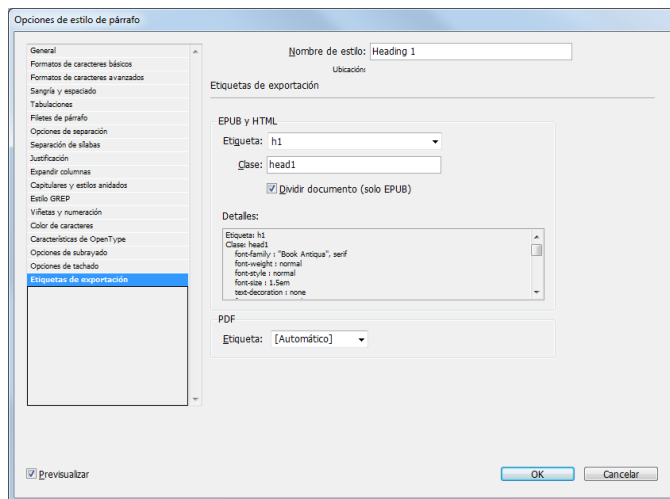 Opciones de estilo de párrafo
General
Formatos de caracteres básicos
Formatos de caracteres avanzados
Sangría y espaciado
Tabulaciones
Filetes de párrafo
Opciones de separación
Separación de sílabas
Justificación
Expandir columnas
Capitulares y estilos anidados
Estilo GREP
Viñetas y numeración
Color de caracteres
Características de OpenType
Opciones de subrayado
Opciones de tachado
Etiquetas de exportación
Nombre de estilo: Heading 1
Ubicación:
Etiquetas de exportación
EPUB y HTML
Etiqueta: h1
Clase: head1
Dividir documento (solo EPUB)
Detalles:
Etiqueta: h1
Clase: head1
font-family : "Book Antiqua", serif
font-weight : normal
font-style : normal
font-size : 1.5em
text-decoration : none
PDF
Etiqueta: [Automático]
Previsualizar
OK
Cancelar